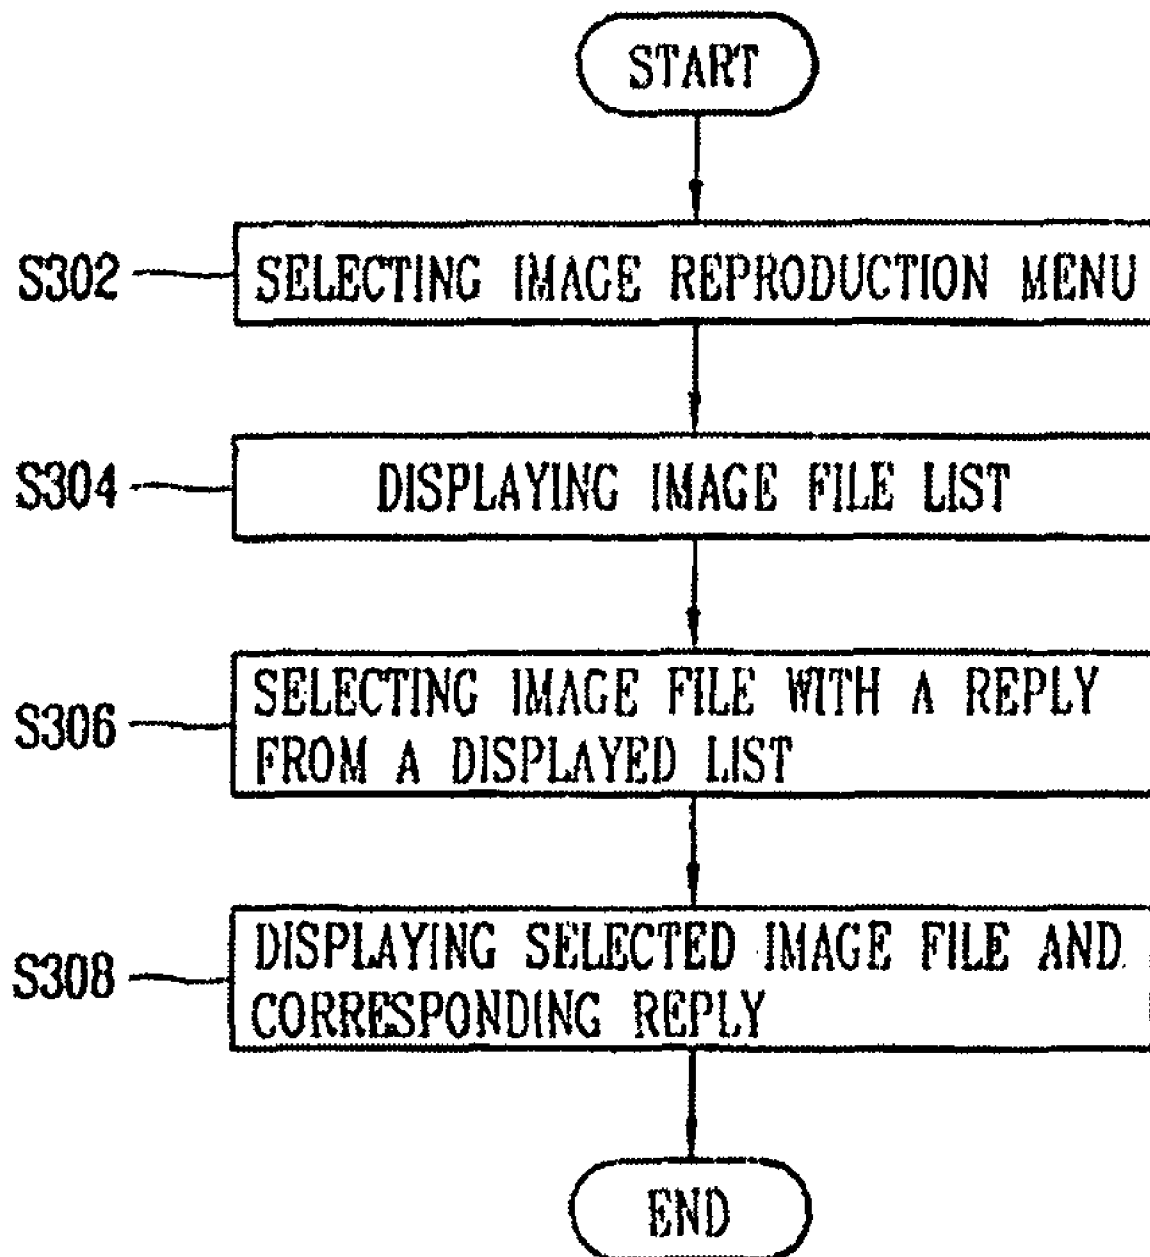 START
S302
SELECTING IMAGE REPRODUCTION MENU
S304
DISPLAYING IMAGE FILE LIST
S306
SELECTING IMAGE FILE WITH A REPLY
FROM A DISPLAYED LIST
S308
DISPLAYING SELECTED IMAGE FILE AND
CORRESPONDING REPLY
END